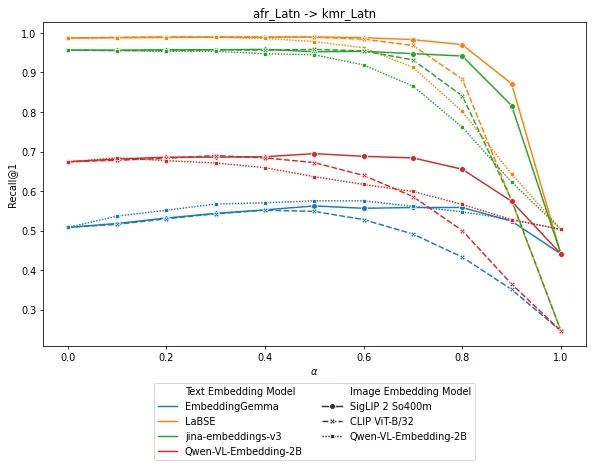 afr_Latn -> kmr_Latn
Recall@1
1.0
0.9
0.8
0.7
0.6
0.5
0.4
0.3
0.0 0.2 0.4 0.6 0.8 1.0
α
Text Embedding Model Image Embedding Model
EmbeddingGemma SigLIP 2 So400m
LaBSE CLIP ViT-B/32
jina-embeddings-v3 Qwen-VL-Embedding-2B
Qwen-VL-Embedding-2B